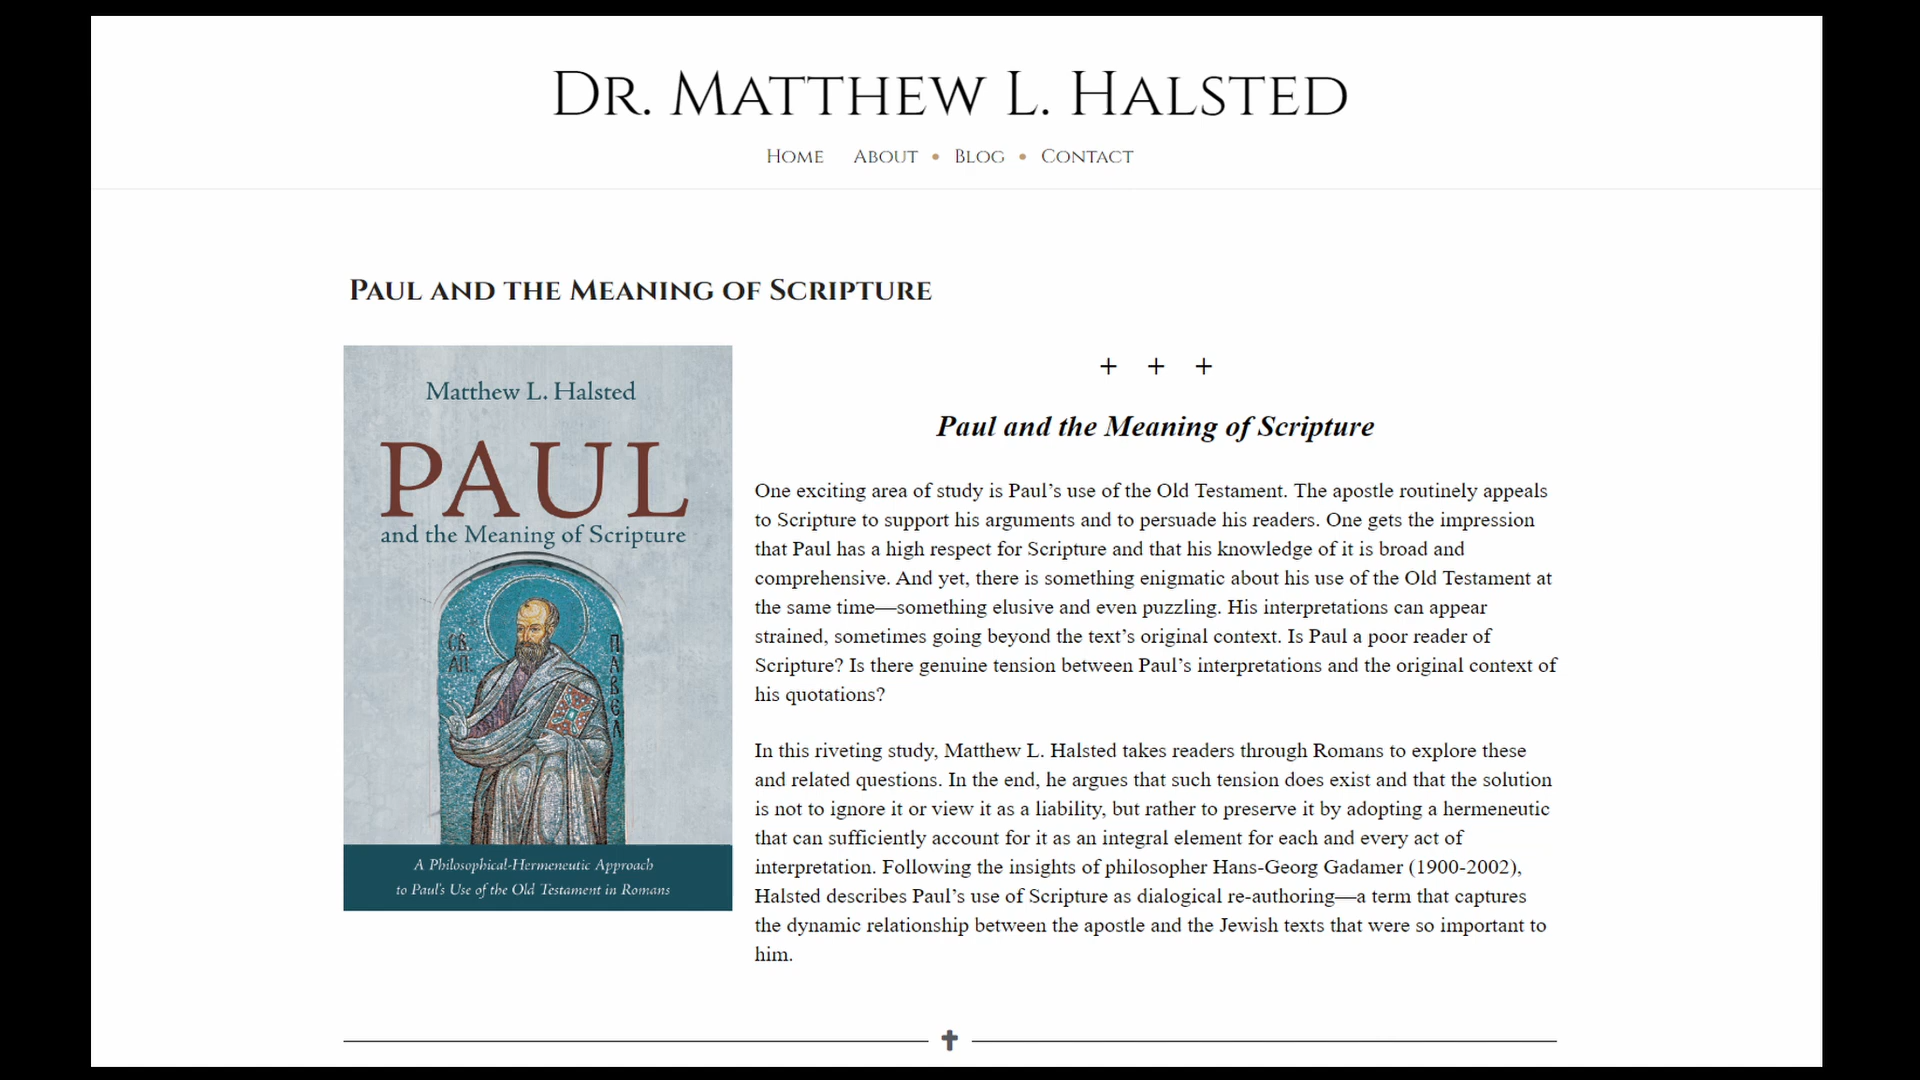 DR. MATTHEW L. HALSTED
HOME ABOUT • BLOG • CONTACT
PAUL AND THE MEANING OF SCRIPTURE
Matthew L. Halsted
PAUL
and the Meaning of Scripture
СВ.
АП.
ПАВЕЛ
A Philosophical-Hermeneutic Approach
to Paul's Use of the Old Testament in Romans
+ + +
Paul and the Meaning of Scripture
One exciting area of study is Paul’s use of the Old Testament. The apostle routinely appeals
to Scripture to support his arguments and to persuade his readers. One gets the impression
that Paul has a high respect for Scripture and that his knowledge of it is broad and
comprehensive. And yet, there is something enigmatic about his use of the Old Testament at
the same time—something elusive and even puzzling. His interpretations can appear
strained, sometimes going beyond the text’s original context. Is Paul a poor reader of
Scripture? Is there genuine tension between Paul’s interpretations and the original context of
his quotations?
In this riveting study, Matthew L. Halsted takes readers through Romans to explore these
and related questions. In the end, he argues that such tension does exist and that the solution
is not to ignore it or view it as a liability, but rather to preserve it by adopting a hermeneutic
that can sufficiently account for it as an integral element for each and every act of
interpretation. Following the insights of philosopher Hans-Georg Gadamer (1900-2002),
Halsted describes Paul’s use of Scripture as dialogical re-authoring—a term that captures
the dynamic relationship between the apostle and the Jewish texts that were so important to
him.